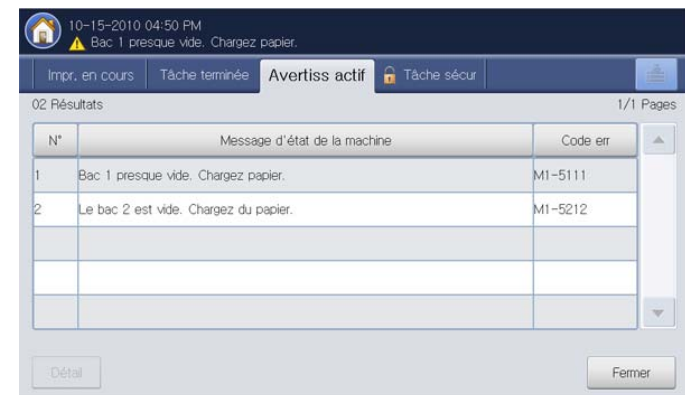 10-15-2010 04:50 PM
Bac 1 presque vide. Chargez papier.
Impr. en cours Tâche terminée Avertiss actif Tâche sécur
02 Résultats 1/1 Pages
N° Message d'état de la machine Code err
1 Bac 1 presque vide. Chargez papier. M1-5111
2 Le bac 2 est vide. Chargez du papier. M1-5212
Détail Fermer